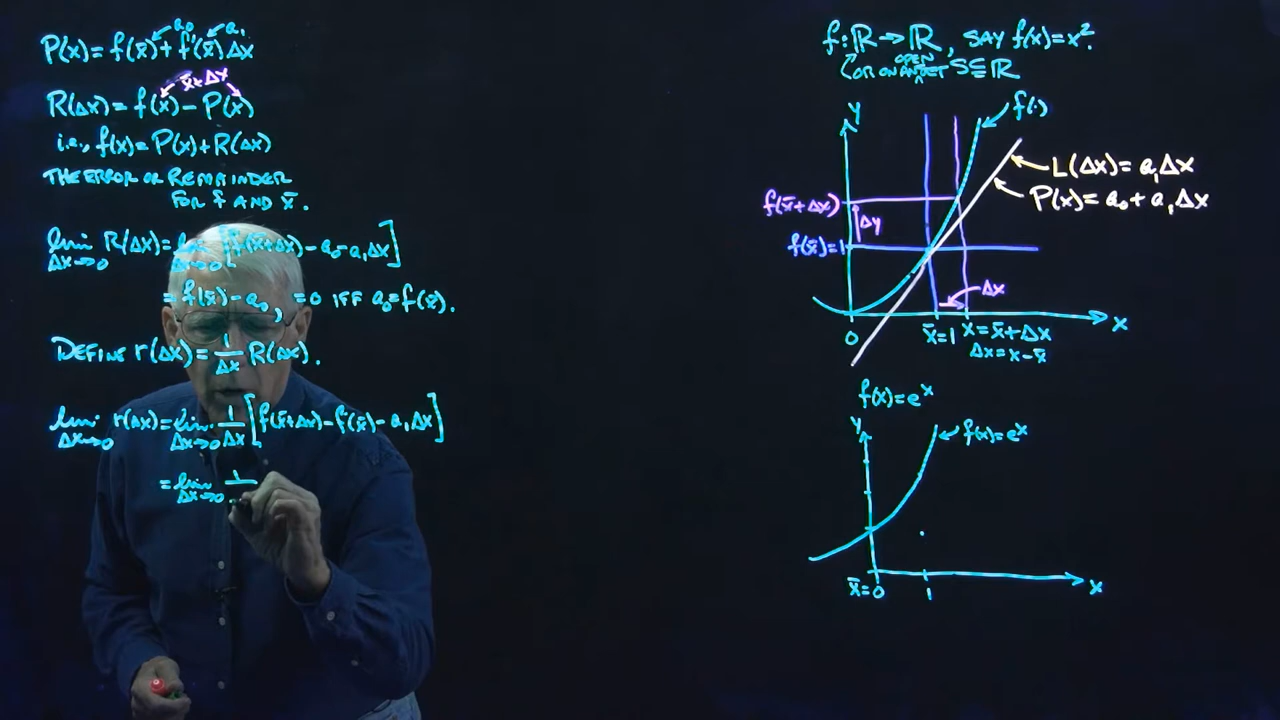 a₀ a₁
P(x) = f(x̄) + f'(x̄) Δx
x̄+Δx
R(Δx) = f(x) − P(x)
i.e., f(x) = P(x) + R(Δx)
THE ERROR OR REMAINDER
FOR f AND x̄.
lim Δx→0 R(Δx) = lim Δx→0 [f(x̄+Δx) − a₀ − a₁Δx]
= f(x̄) − a₀, = 0 IFF a₀ = f(x̄).
DEFINE r(Δx) = 1/Δx R(Δx).
lim Δx→0 r(Δx) = lim Δx→0 1/Δx [f(x̄+Δx) − f(x̄) − a₁Δx]
= lim Δx→0 1
f: ℝ → ℝ, SAY f(x) = x².
OPEN
OR ON AN SET S ⊆ ℝ
Y
f(·)
L(Δx) = a₁Δx
P(x) = a₀ + a₁Δx
f(x̄+Δx)
Δy
f(x̄) = 1
Δx
0
x̄ = 1
x = x̄+Δx
x
Δx = x − x̄
f(x) = eˣ
Y
f(x) = eˣ
x̄ = 0
1
x